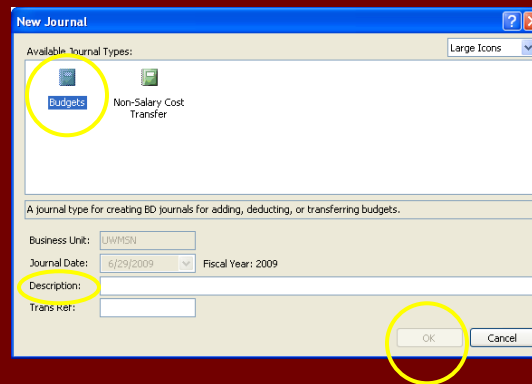 New Journal
Available Journal Types:
Large Icons
Budgets
Non-Salary Cost
Transfer
A journal type for creating BD journals for adding, deducting, or transferring budgets.
Business Unit: UWMSN
Journal Date: 6/29/2009 Fiscal Year: 2009
Description:
Trans Ref:
OK Cancel